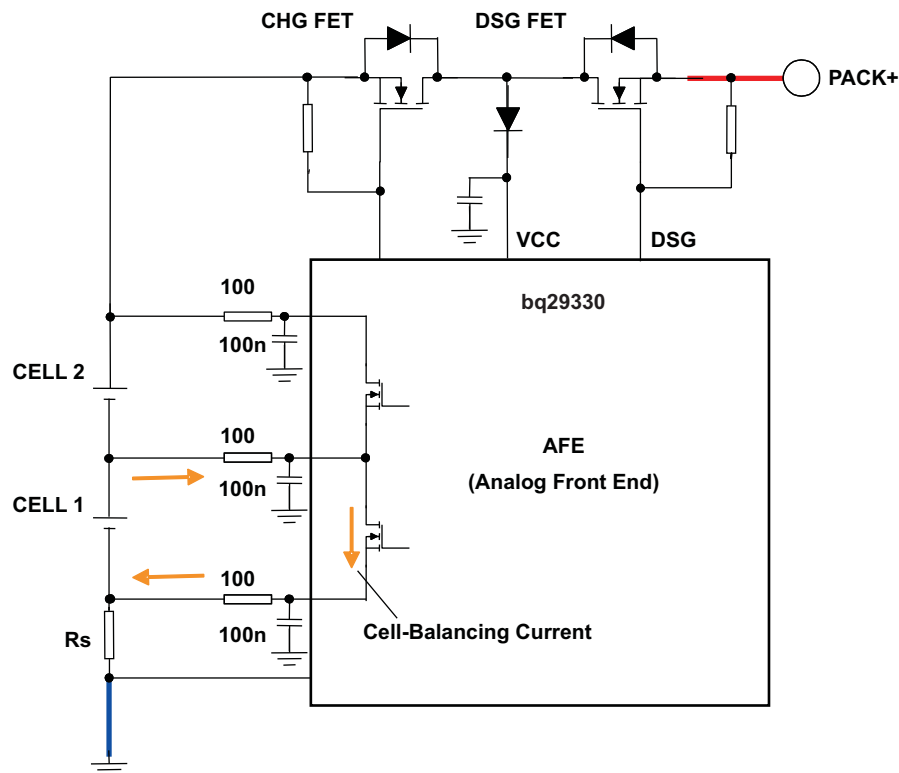 CHG FET
DSG FET
PACK+
VCC
DSG
bq29330
100
100n
CELL 2
100
100n
AFE
(Analog Front End)
CELL 1
100
100n
Rs
Cell-Balancing Current